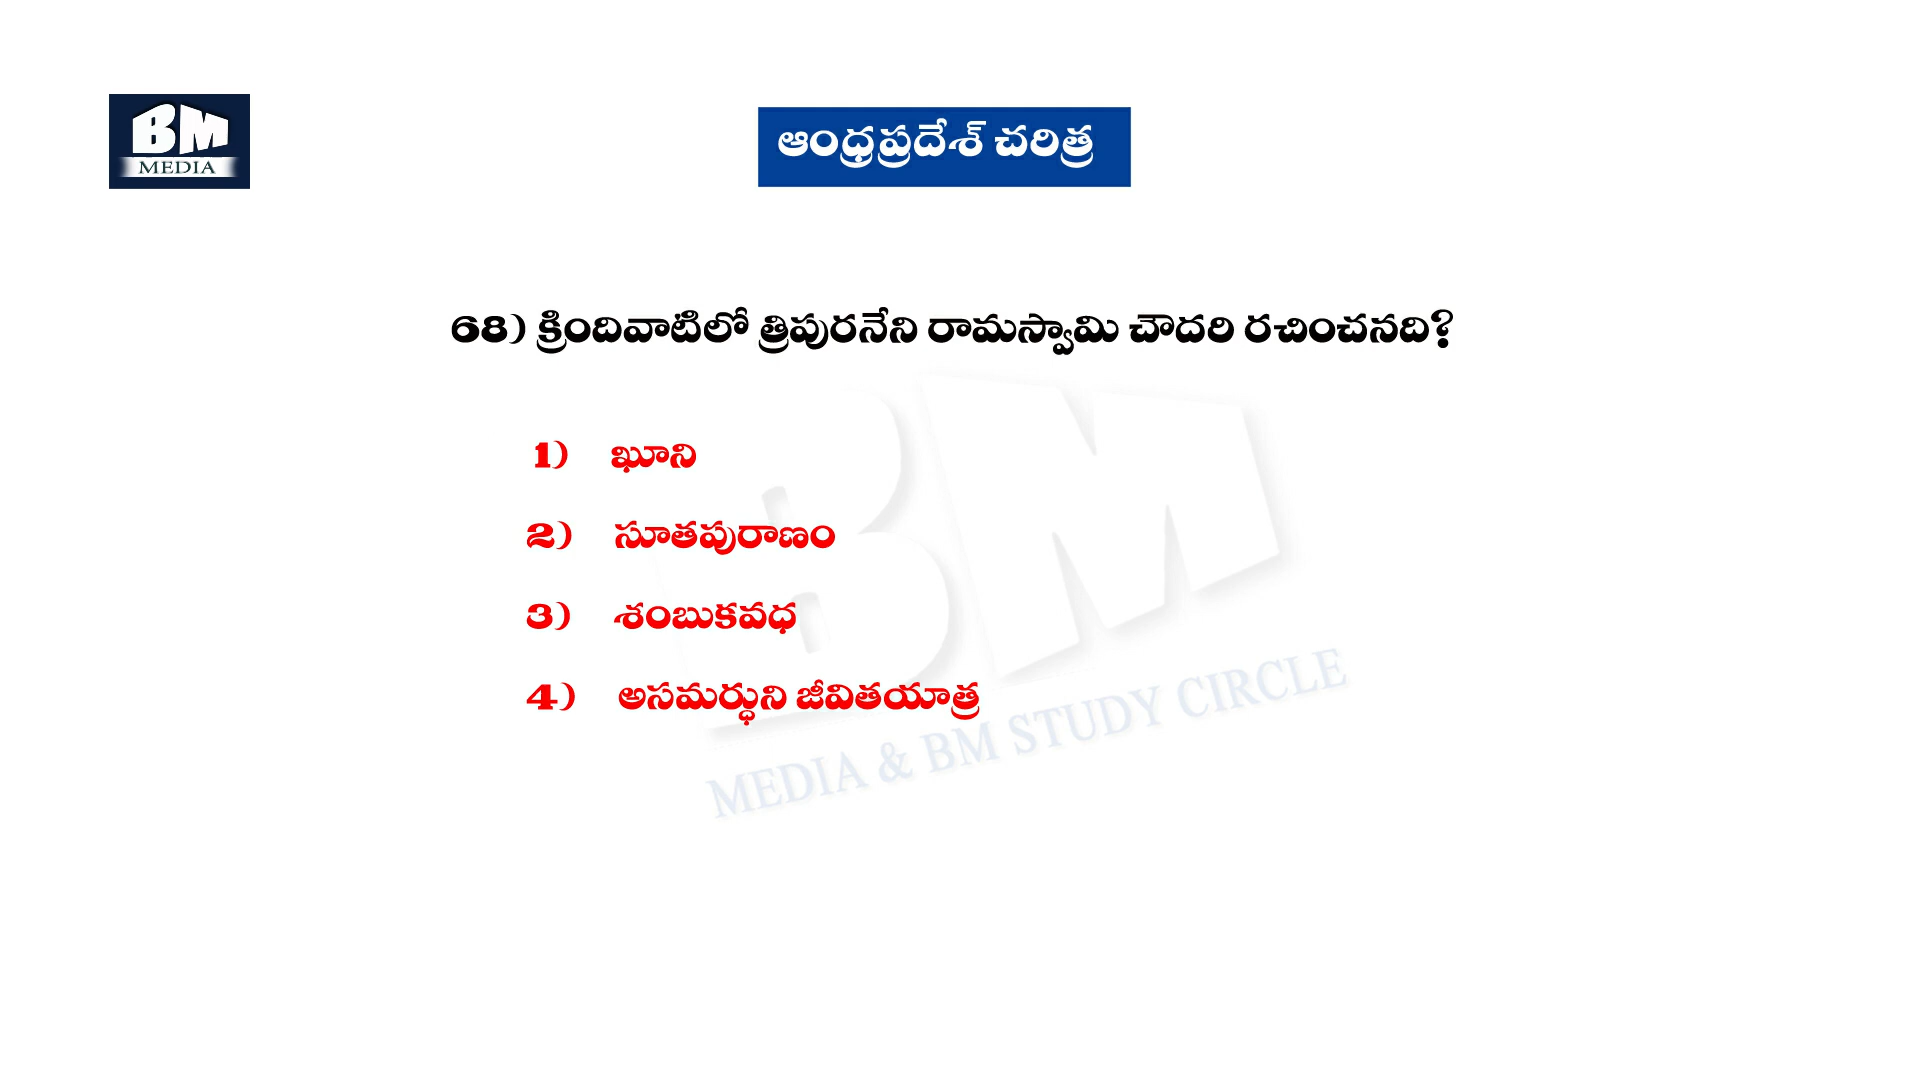 BM
MEDIA
ఆంధ్రప్రదేశ్ చరిత్ర
68) క్రిందివాటిలో త్రిపురనేని రామస్వామి చౌదరి రచించనది?
1) ఖూని
2) సూతపురాణం
3) శంబుకవధ
4) అసమర్ధుని జీవితయాత్ర
BM
MEDIA & BM STUDY CIRCLE